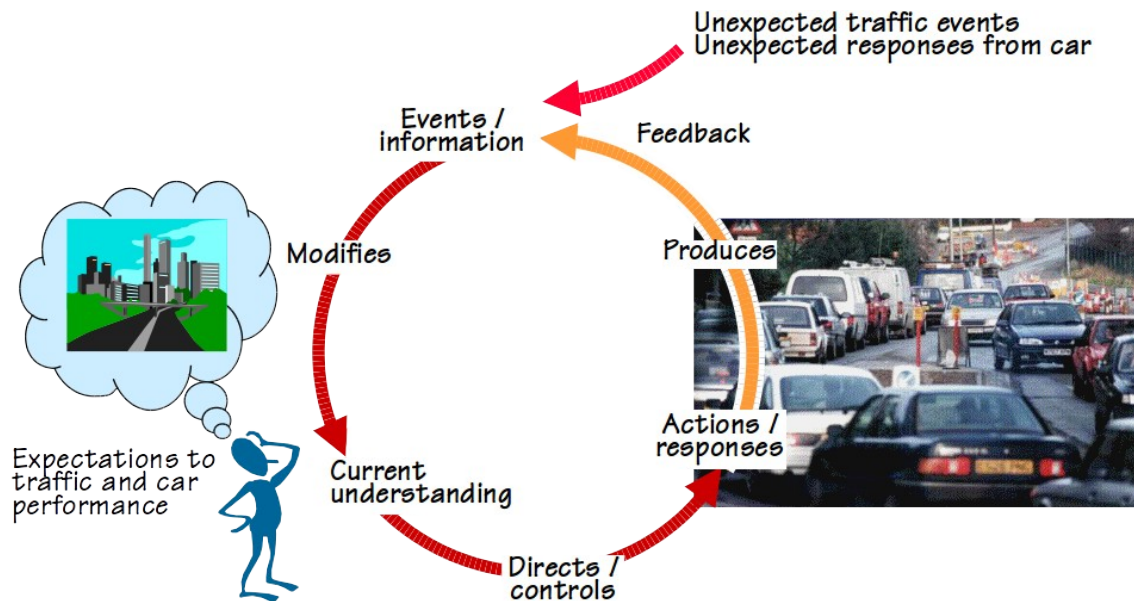 Unexpected traffic events
Unexpected responses from car
Events /
information
Feedback
Modifies
Produces
Expectations to
traffic and car
performance
Current
understanding
Actions /
responses
Directs /
controls